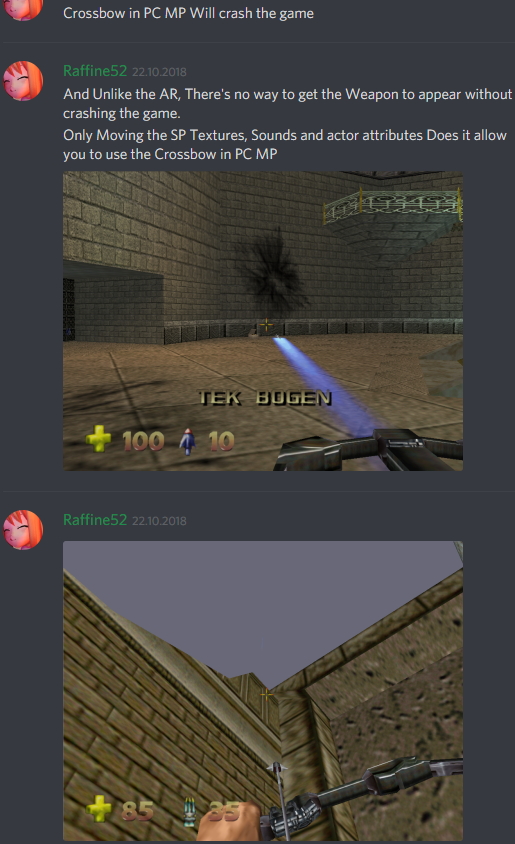 Crossbow in PC MP Will crash the game
Raffine52 22.10.2018
And Unlike the AR, There's no way to get the Weapon to appear without
crashing the game.
Only Moving the SP Textures, Sounds and actor attributes Does it allow
you to use the Crossbow in PC MP
TEK BOGEN
100 10
Raffine52 22.10.2018
85 35